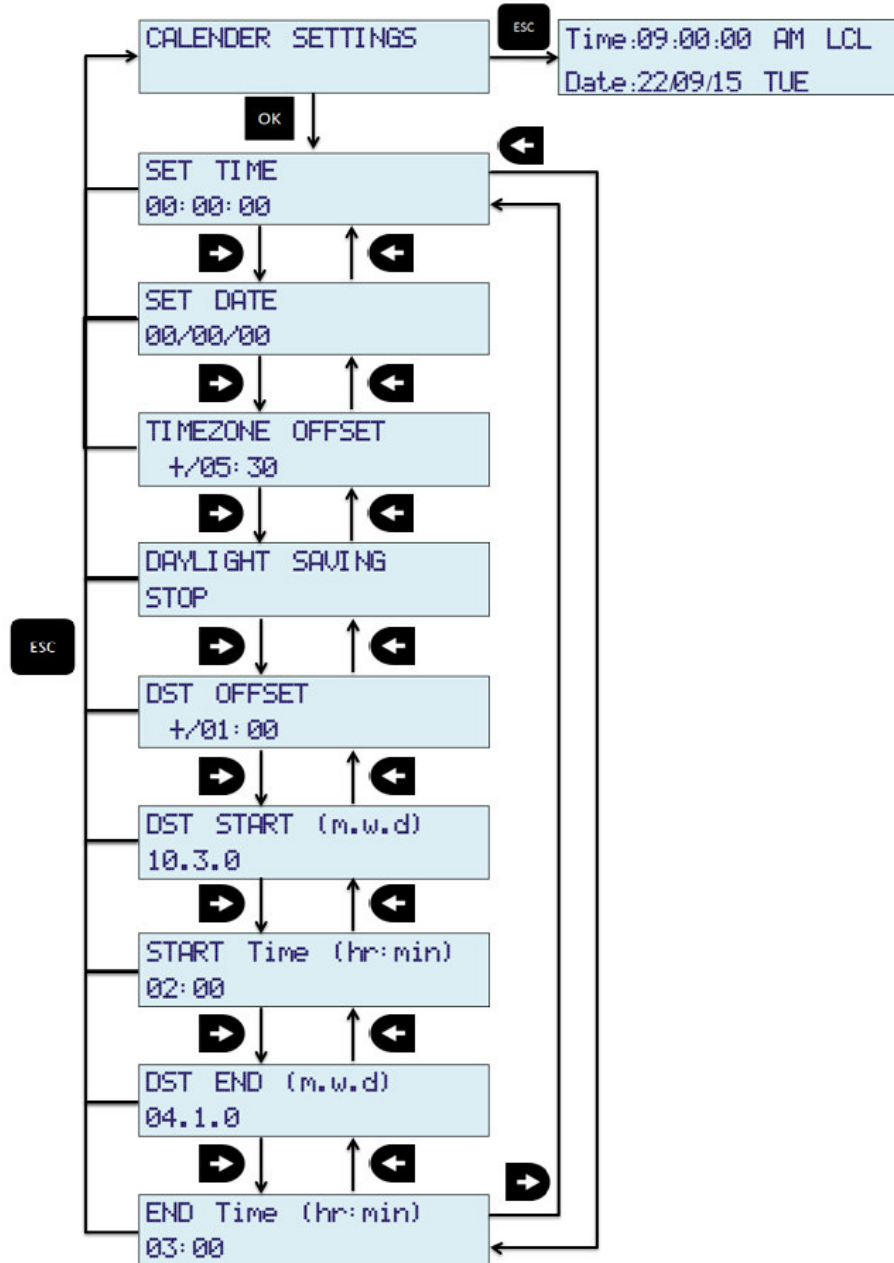 CALENDER SETTINGS
ESC
Time:09:00:00 AM LCL
Date:22/09/15 TUE
OK
SET TIME
00:00:00
SET DATE
00/00/00
TIMEZONE OFFSET
+/05:30
DAYLIGHT SAVING
STOP
ESC
DST OFFSET
+/01:00
DST START (m.w.d)
10.3.0
START Time (hr:min)
02:00
DST END (m.w.d)
04.1.0
END Time (hr:min)
03:00